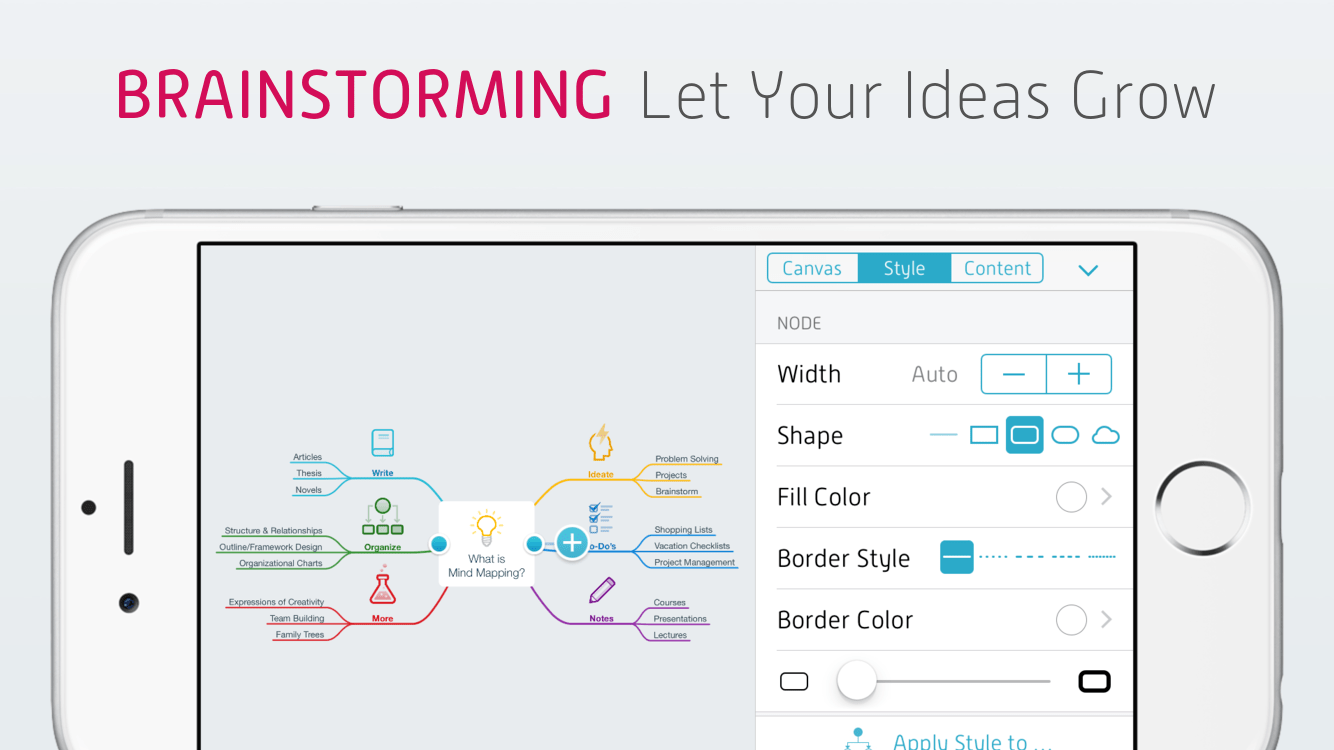 BRAINSTORMING Let Your Ideas Grow
Canvas
Style
Content
NODE
Width
Auto
Shape
Fill Color
Border Style
Border Color
Apply Style to ...
What is
Mind Mapping?
Write
Articles
Thesis
Novels
Organize
Structure & Relationships
Outline/Framework Design
Organizational Charts
More
Expressions of Creativity
Team Building
Family Trees
Ideate
Problem Solving
Projects
Brainstorm
o-Do's
Shopping Lists
Vacation Checklists
Project Management
Notes
Courses
Presentations
Lectures